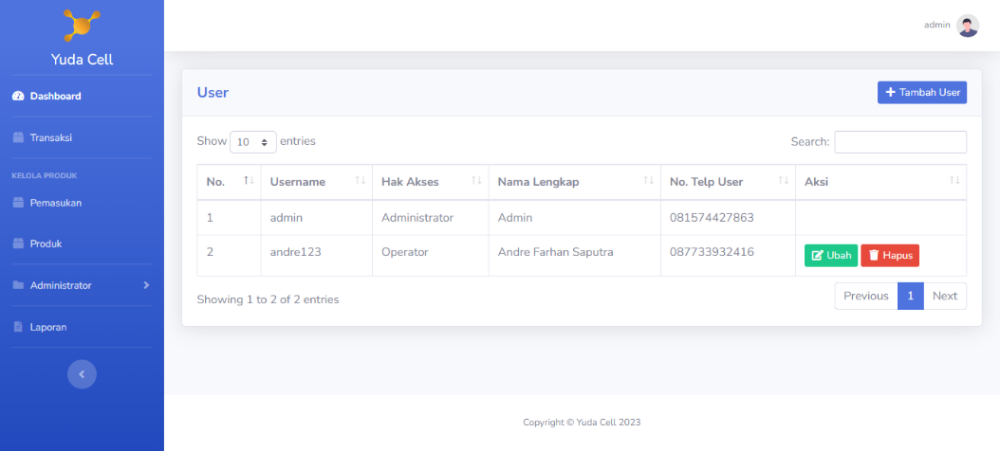 Yuda Cell
Dashboard
Transaksi
KELOLA PRODUK
Pemasukan
Produk
Administrator
Laporan
admin
User
Tambah User
Show 10 entries
Search:
No. Username Hak Akses Nama Lengkap No. Telp User Aksi
1 admin Administrator Admin 081574427863
2 andre123 Operator Andre Farhan Saputra 087733932416 Ubah Hapus
Showing 1 to 2 of 2 entries
Previous 1 Next
Copyright © Yuda Cell 2023